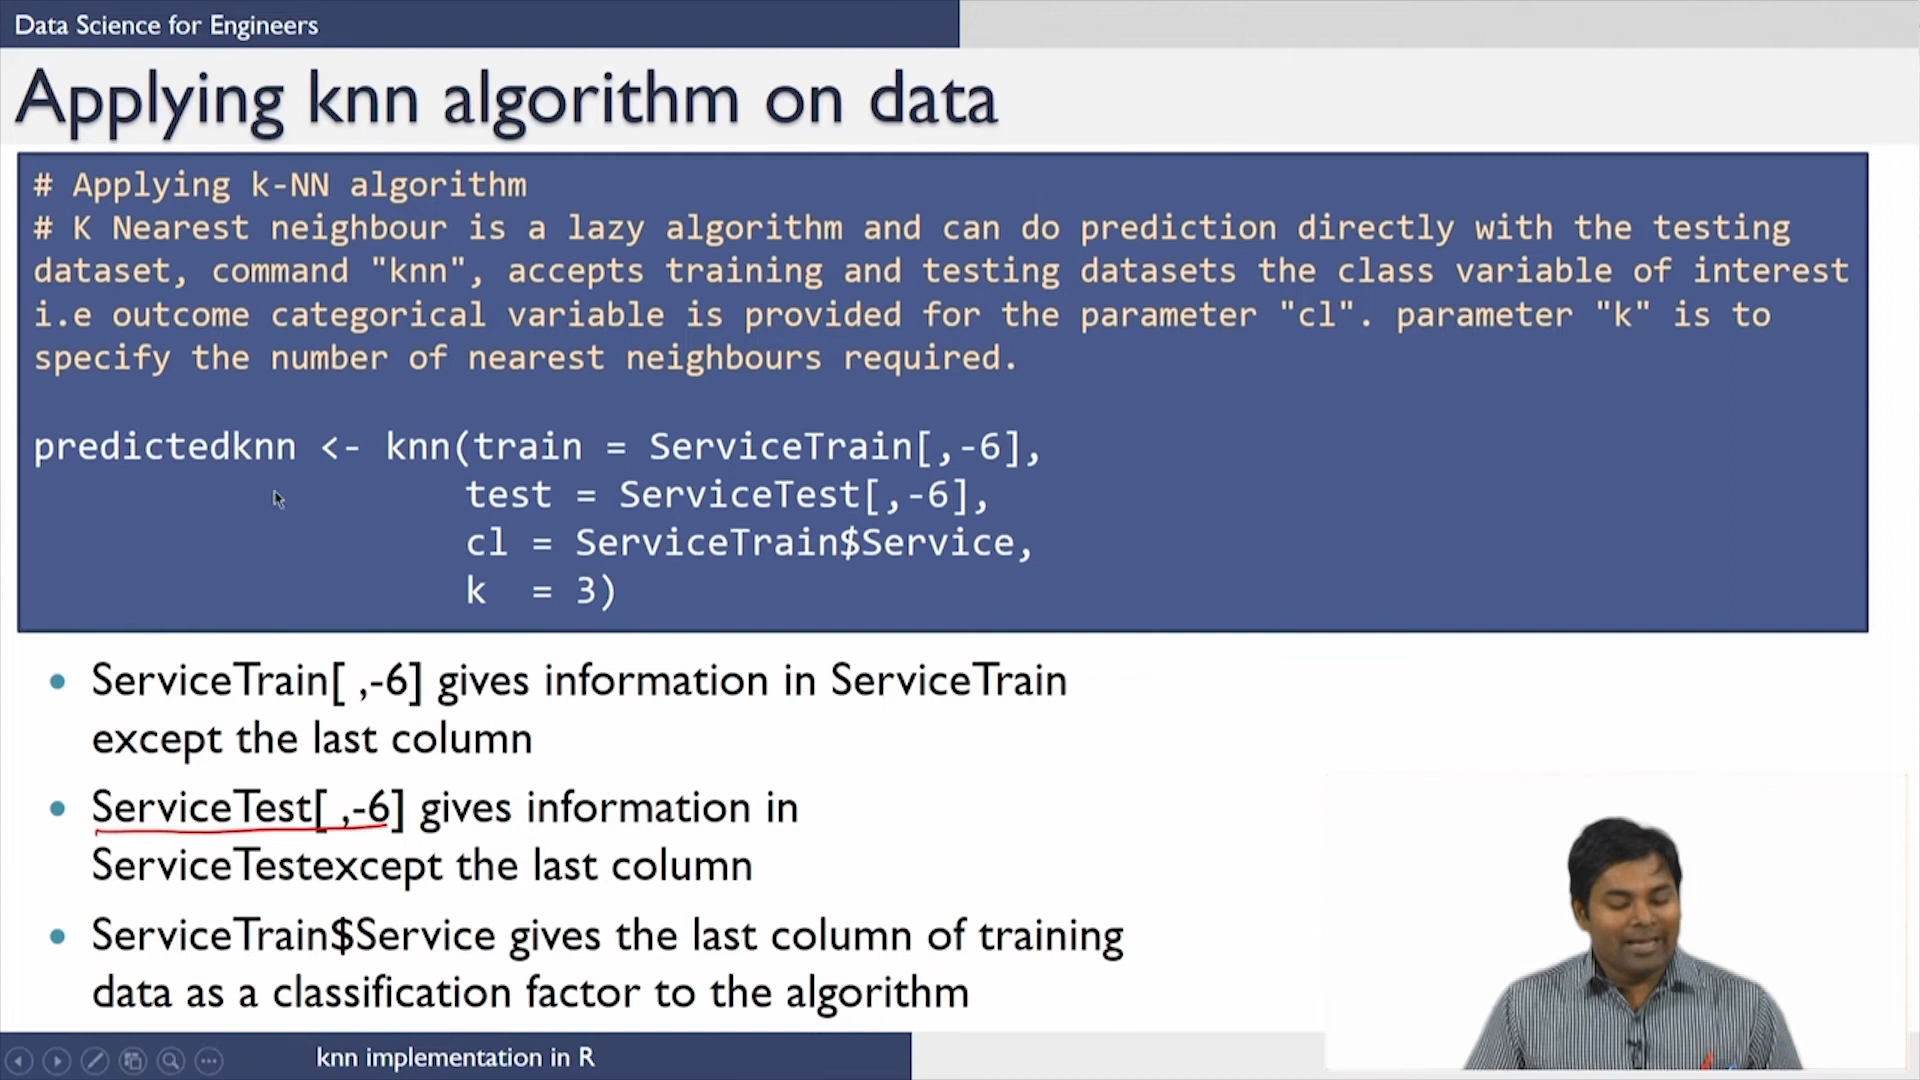 Data Science for Engineers
Applying knn algorithm on data
# Applying k-NN algorithm
# K Nearest neighbour is a lazy algorithm and can do prediction directly with the testing
dataset, command "knn", accepts training and testing datasets the class variable of interest
i.e outcome categorical variable is provided for the parameter "cl". parameter "k" is to
specify the number of nearest neighbours required.
predictedknn <- knn(train = ServiceTrain[,-6],
test = ServiceTest[,-6],
cl = ServiceTrain$Service,
k = 3)
• ServiceTrain[ ,-6] gives information in ServiceTrain
except the last column
• ServiceTest[ ,-6] gives information in
ServiceTestexcept the last column
• ServiceTrain$Service gives the last column of training
data as a classification factor to the algorithm
knn implementation in R